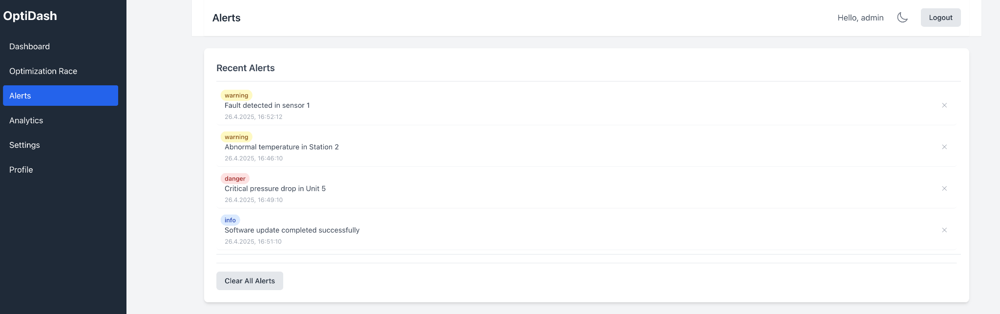 OptiDash
Dashboard
Optimization Race
Alerts
Analytics
Settings
Profile
Alerts
Hello, admin
Logout
Recent Alerts
warning
Fault detected in sensor 1
26.4.2025, 16:52:12
warning
Abnormal temperature in Station 2
26.4.2025, 16:46:10
danger
Critical pressure drop in Unit 5
26.4.2025, 16:49:10
info
Software update completed successfully
26.4.2025, 16:51:10
Clear All Alerts